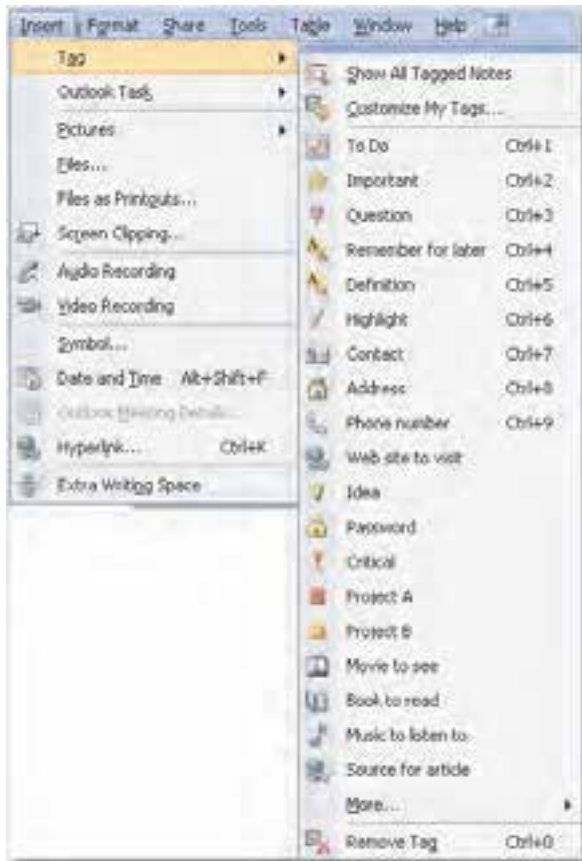 Insert Format Share Tools Table Window Help
Tag
Outlook Task
Pictures
Files...
Files as Printouts...
Screen Clipping...
Audio Recording
Video Recording
Symbol...
Date and Time Alt+Shift+F
Outlook Meeting Details...
Hyperlink... Ctrl+K
Extra Writing Space
Show All Tagged Notes
Customize My Tags...
To Do Ctrl+1
Important Ctrl+2
Question Ctrl+3
Remember for later Ctrl+4
Definition Ctrl+5
Highlight Ctrl+6
Contact Ctrl+7
Address Ctrl+8
Phone number Ctrl+9
Web site to visit
Idea
Password
Critical
Project A
Project B
Movie to see
Book to read
Music to listen to
Source for article
More...
Remove Tag Ctrl+0